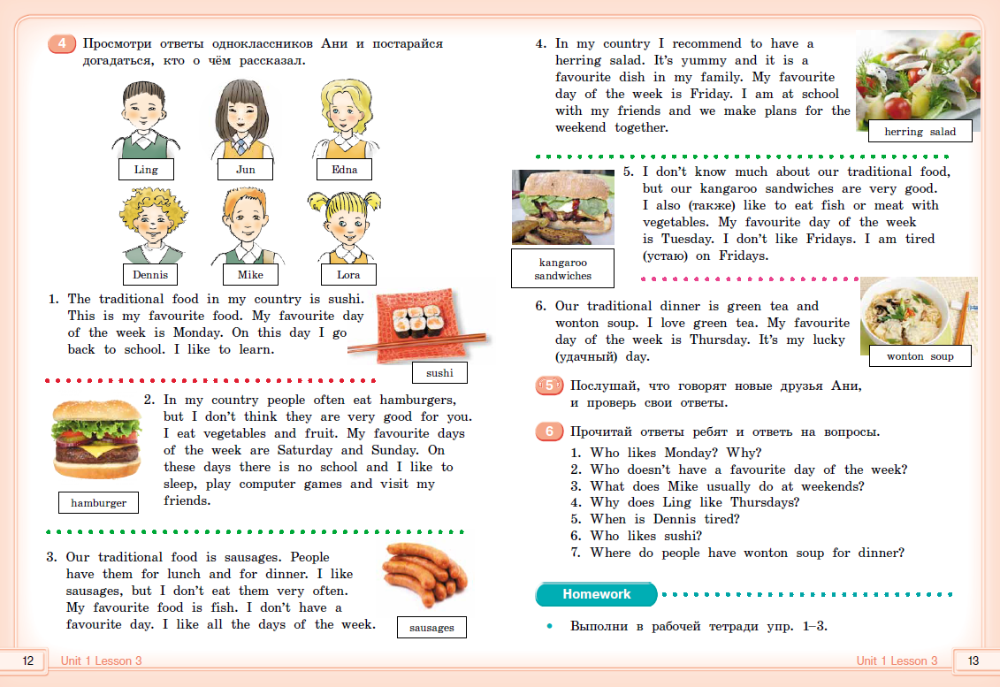 4 Просмотри ответы одноклассников Ани и постарайся
догадаться, кто о чём рассказал.
Ling
Jun
Edna
Dennis
Mike
Lora
1. The traditional food in my country is sushi.
This is my favourite food. My favourite day
of the week is Monday. On this day I go
back to school. I like to learn.
sushi
2. In my country people often eat hamburgers,
but I don't think they are very good for you.
I eat vegetables and fruit. My favourite days
of the week are Saturday and Sunday. On
these days there is no school and I like to
sleep, play computer games and visit my
friends.
hamburger
3. Our traditional food is sausages. People
have them for lunch and for dinner. I like
sausages, but I don't eat them very often.
My favourite food is fish. I don't have a
favourite day. I like all the days of the week.
sausages
12 Unit 1 Lesson 3
4. In my country I recommend to have a
herring salad. It's yummy and it is a
favourite dish in my family. My favourite
day of the week is Friday. I am at school
with my friends and we make plans for the
weekend together.
herring salad
5. I don't know much about our traditional food,
but our kangaroo sandwiches are very good.
I also (также) like to eat fish or meat with
vegetables. My favourite day of the week
is Tuesday. I don't like Fridays. I am tired
(устаю) on Fridays.
kangaroo
sandwiches
6. Our traditional dinner is green tea and
wonton soup. I love green tea. My favourite
day of the week is Thursday. It's my lucky
(удачный) day.
wonton soup
5 Послушай, что говорят новые друзья Ани,
и проверь свои ответы.
6 Прочитай ответы ребят и ответь на вопросы.
1. Who likes Monday? Why?
2. Who doesn't have a favourite day of the week?
3. What does Mike usually do at weekends?
4. Why does Ling like Thursdays?
5. When is Dennis tired?
6. Who likes sushi?
7. Where do people have wonton soup for dinner?
Homework
• Выполни в рабочей тетради упр. 1–3.
Unit 1 Lesson 3 13